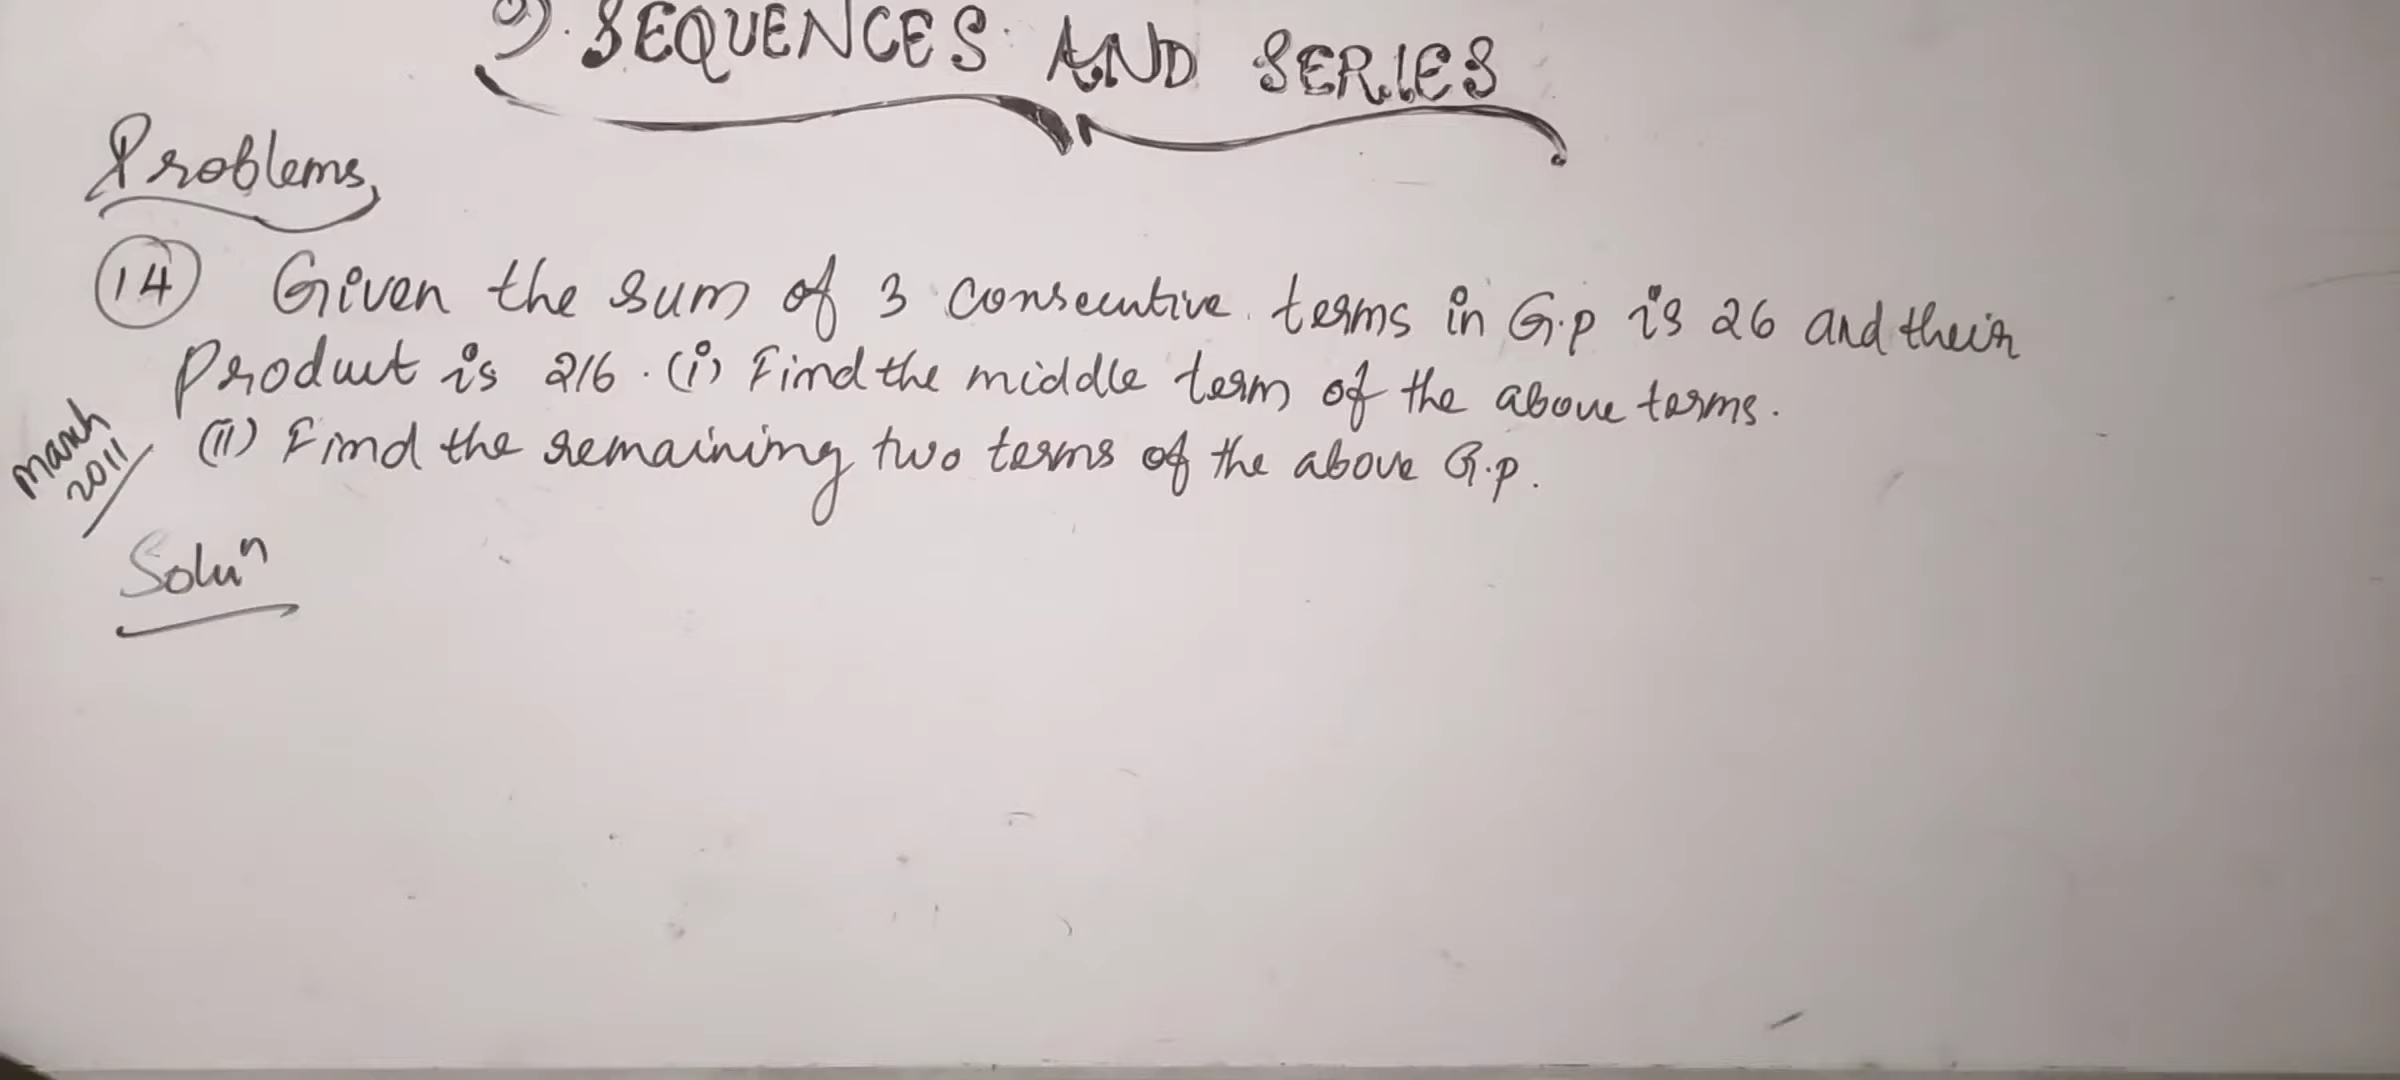 9). SEQUENCES AND SERIES
Problems,
14 Given the sum of 3 consecutive terms in G.p is 26 and their
Product is 216. (i) Find the middle term of the above terms.
(ii) Find the remaining two terms of the above G.p.
March
2011
Soluⁿ